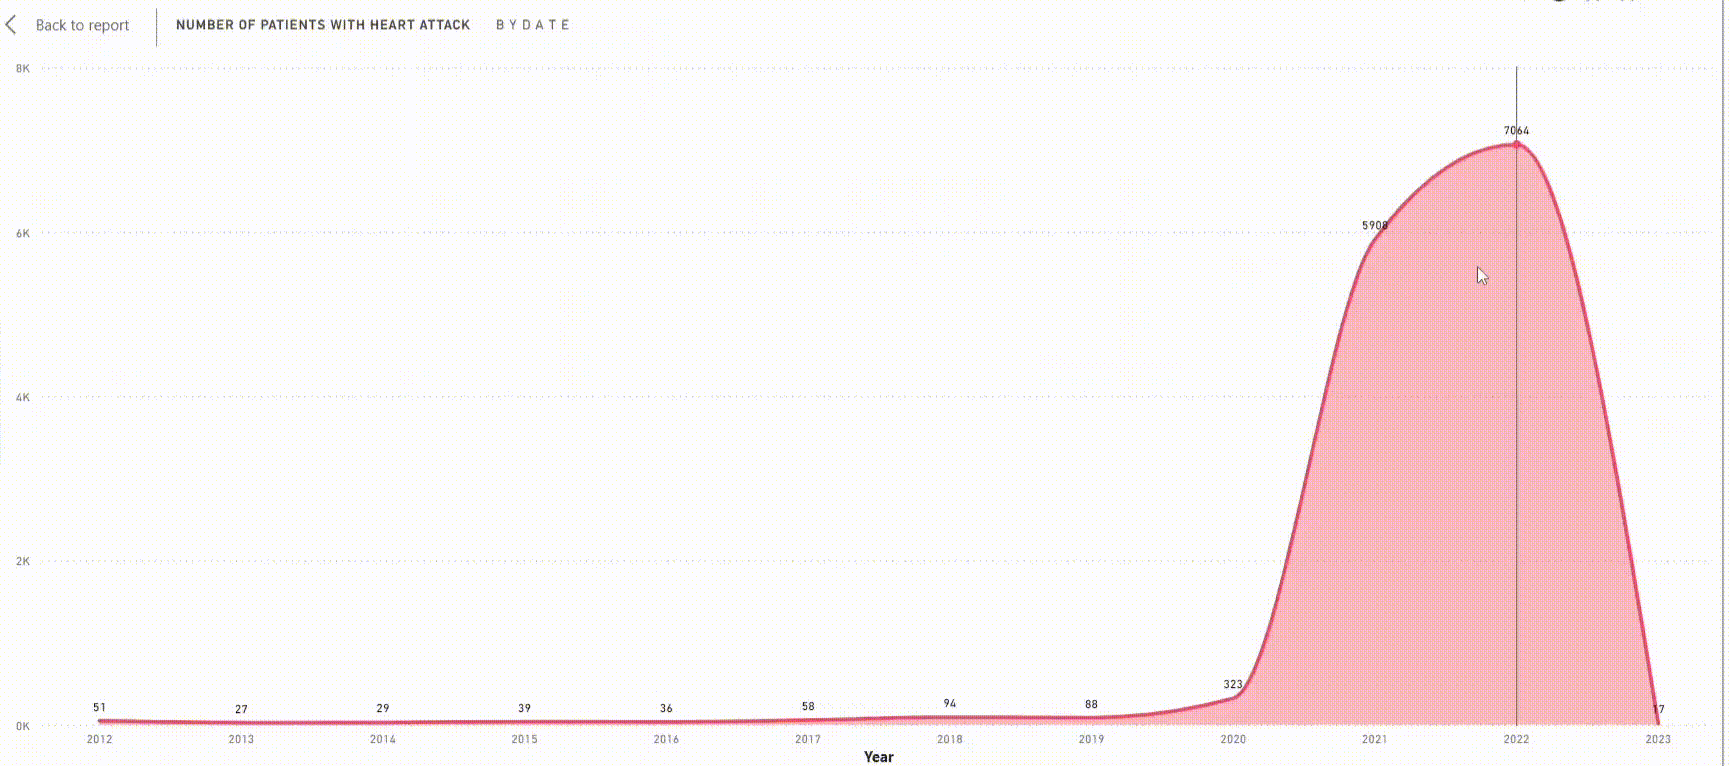 Back to report
NUMBER OF PATIENTS WITH HEART ATTACK BY DATE
8K
7064
5908
6K
4K
2K
323
51 27 29 39 36 58 94 88 17
0K
2012 2013 2014 2015 2016 2017 2018 2019 2020 2021 2022 2023
Year